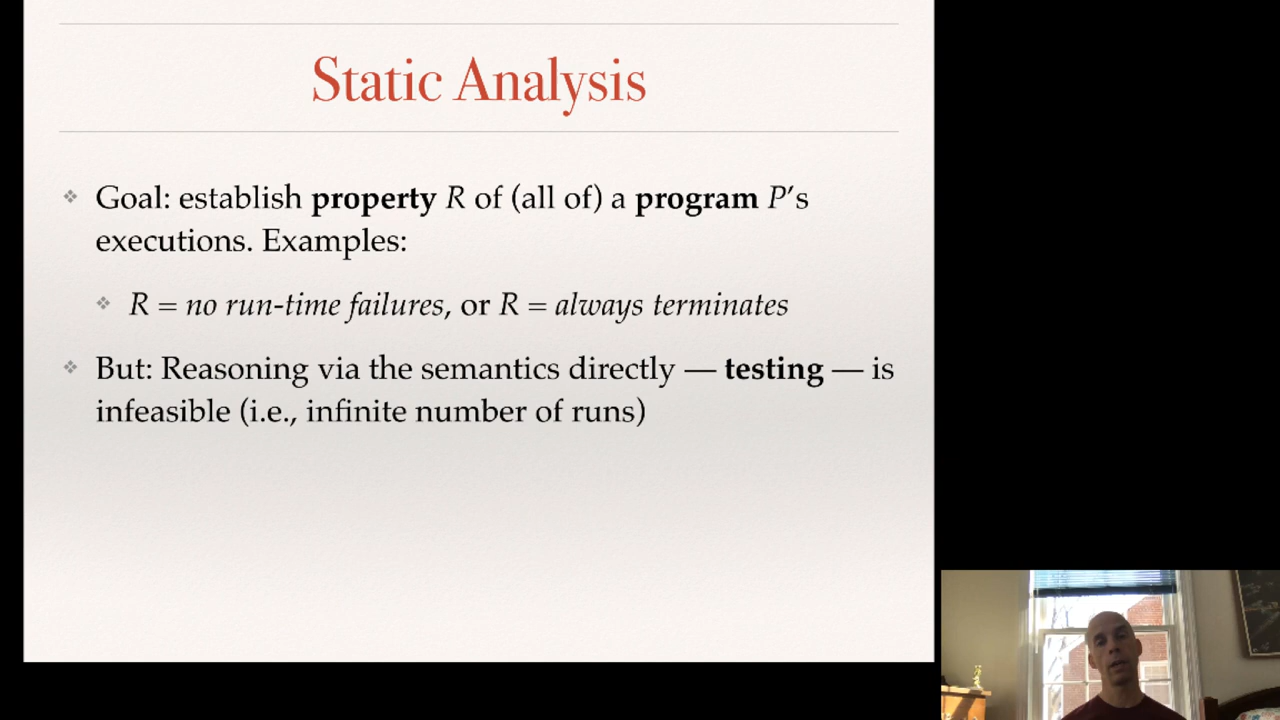 Static Analysis
❖ Goal: establish property R of (all of) a program P’s
executions. Examples:
❖ R = no run-time failures, or R = always terminates
❖ But: Reasoning via the semantics directly — testing — is
infeasible (i.e., infinite number of runs)